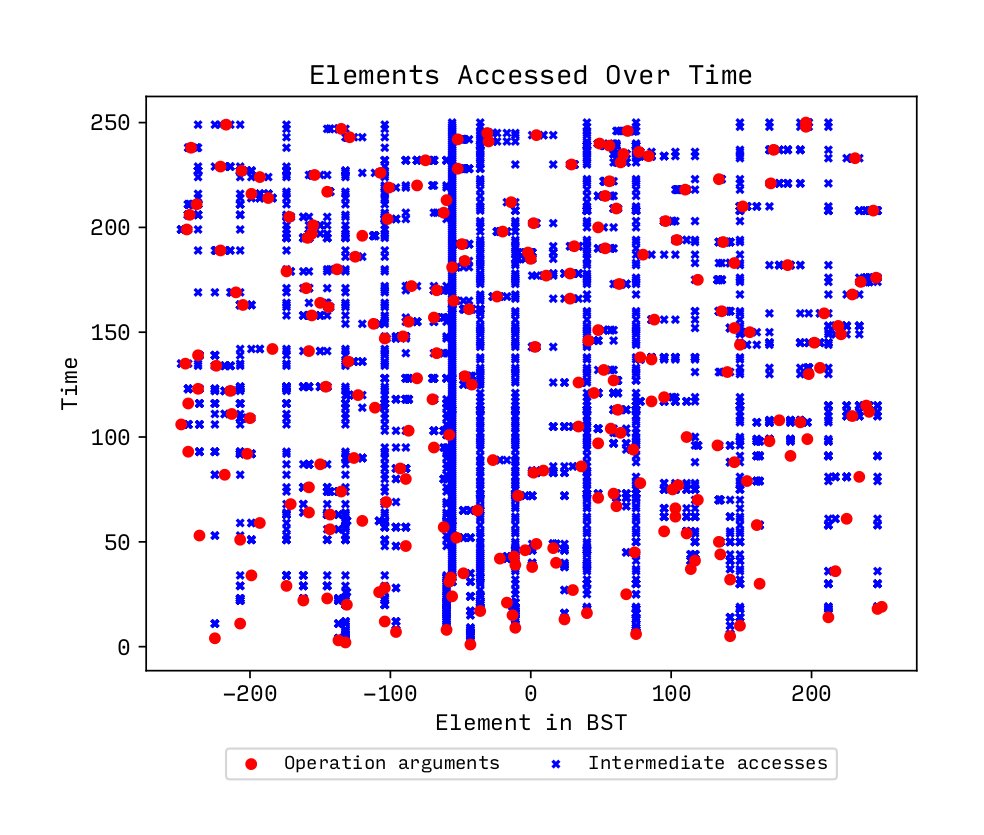 Elements Accessed Over Time
250
200
150
100
50
0
Time
−200 −100 0 100 200
Element in BST
Operation arguments Intermediate accesses